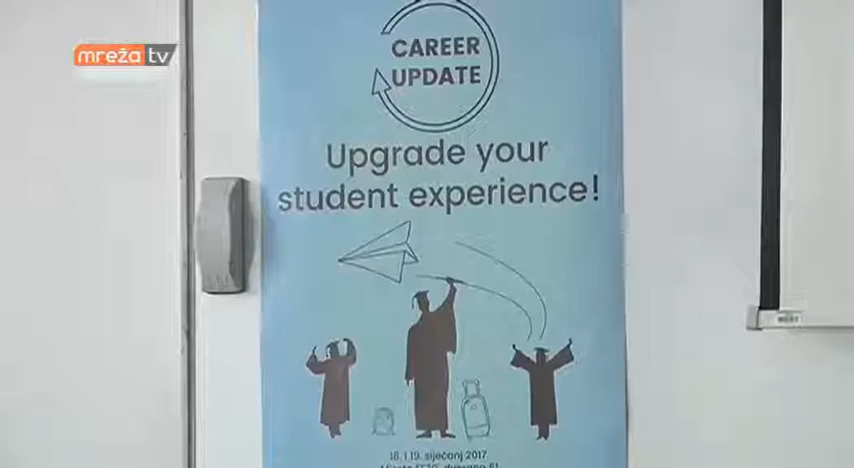 mreža tv
CAREER
UPDATE
Upgrade your
student experience!
18. i 19. siječanj 2017.